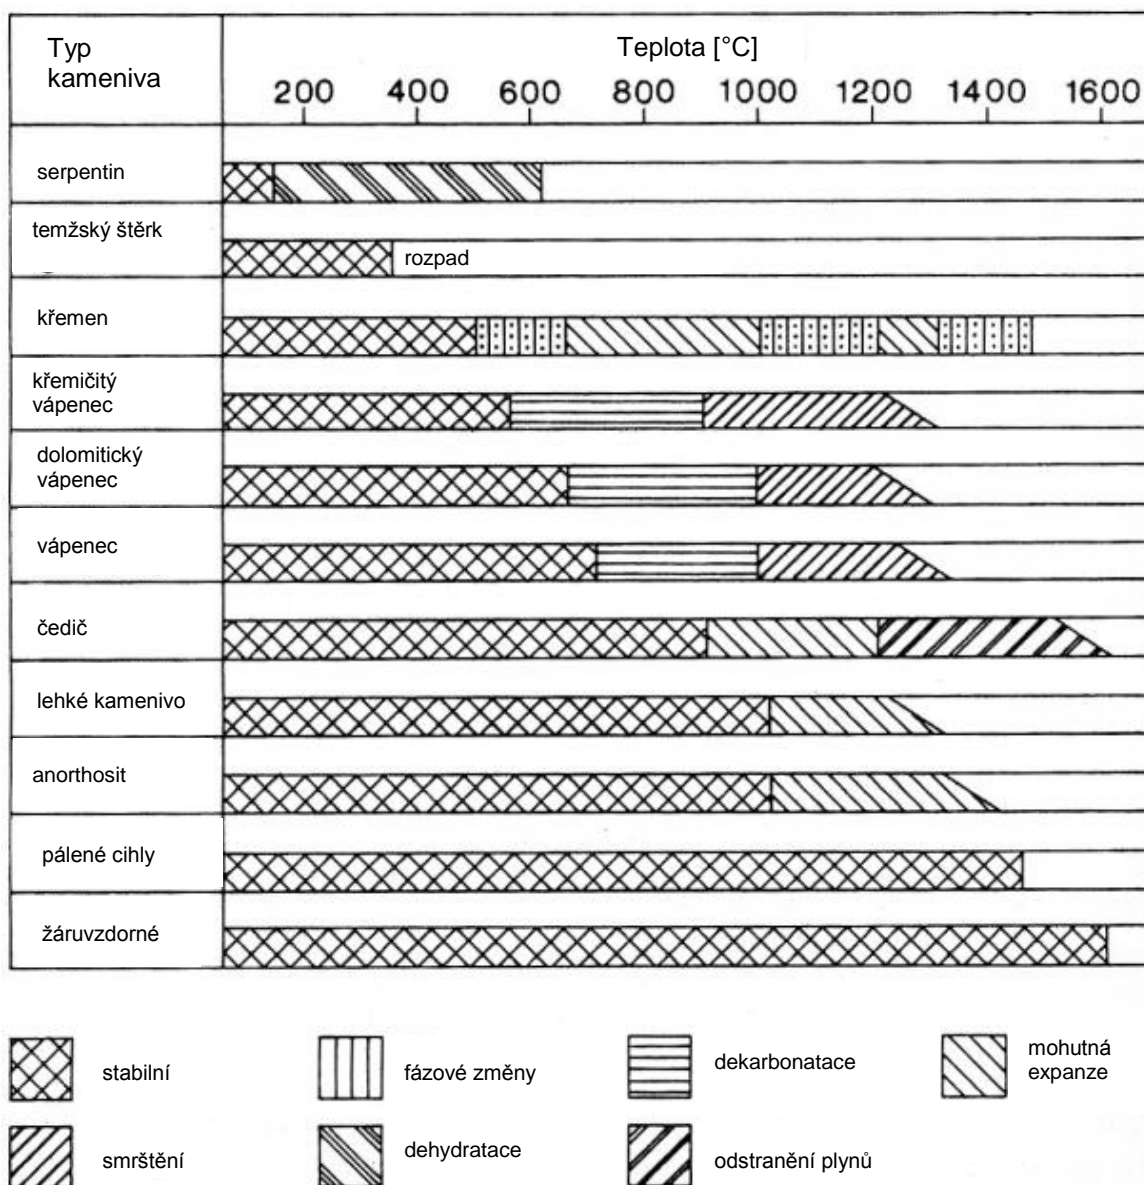 Typ
kameniva
Teplota [°C]
200 400 600 800 1000 1200 1400 1600
serpentin
temžský štěrk
rozpad
křemen
křemičitý
vápenec
dolomitický
vápenec
vápenec
čedič
lehké kamenivo
anorthosit
pálené cihly
žáruvzdorné
stabilní
fázové změny
dekarbonatace
mohutná
expanze
smrštění
dehydratace
odstranění plynů